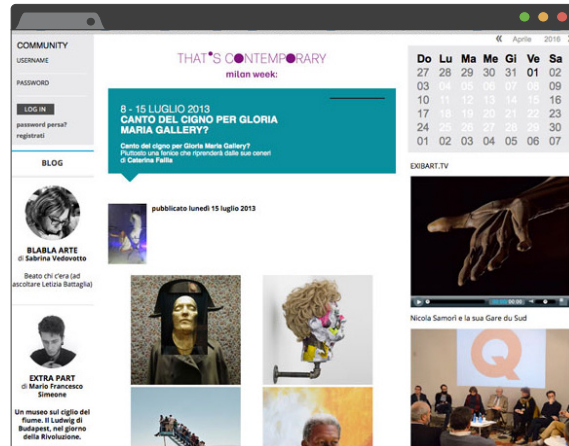 COMMUNITY
USERNAME
PASSWORD
LOG IN
password persa?
registrati
BLOG
BLABLA ARTE
di Sabrina Vedovotto
Beato chi c'era (ad
ascoltare Letizia Battaglia)
EXTRA PART
di Mario Francesco
Simeone
Un museo sul ciglio del
fiume. Il Ludwig di
Budapest, nel giorno
della Rivoluzione.
THAT'S CONTEMPORARY
milan week:
8 - 15 LUGLIO 2013
CANTO DEL CIGNO PER GLORIA
MARIA GALLERY?
Canto del cigno per Gloria Maria Gallery?
Piuttosto una fenice che riprenderà dalle sue ceneri
di Caterina Failla
pubblicato lunedì 15 luglio 2013
« Aprile 2016
Do Lu Ma Me Gi Ve Sa
27 28 29 30 31 01 02
03 04 05 06 07 08 09
10 11 12 13 14 15 16
17 18 19 20 21 22 23
24 25 26 27 28 29 30
01 02 03 04 05 06 07
EXIBART.TV
00:00 00:00
Nicola Samorì e la sua Gare du Sud
Q